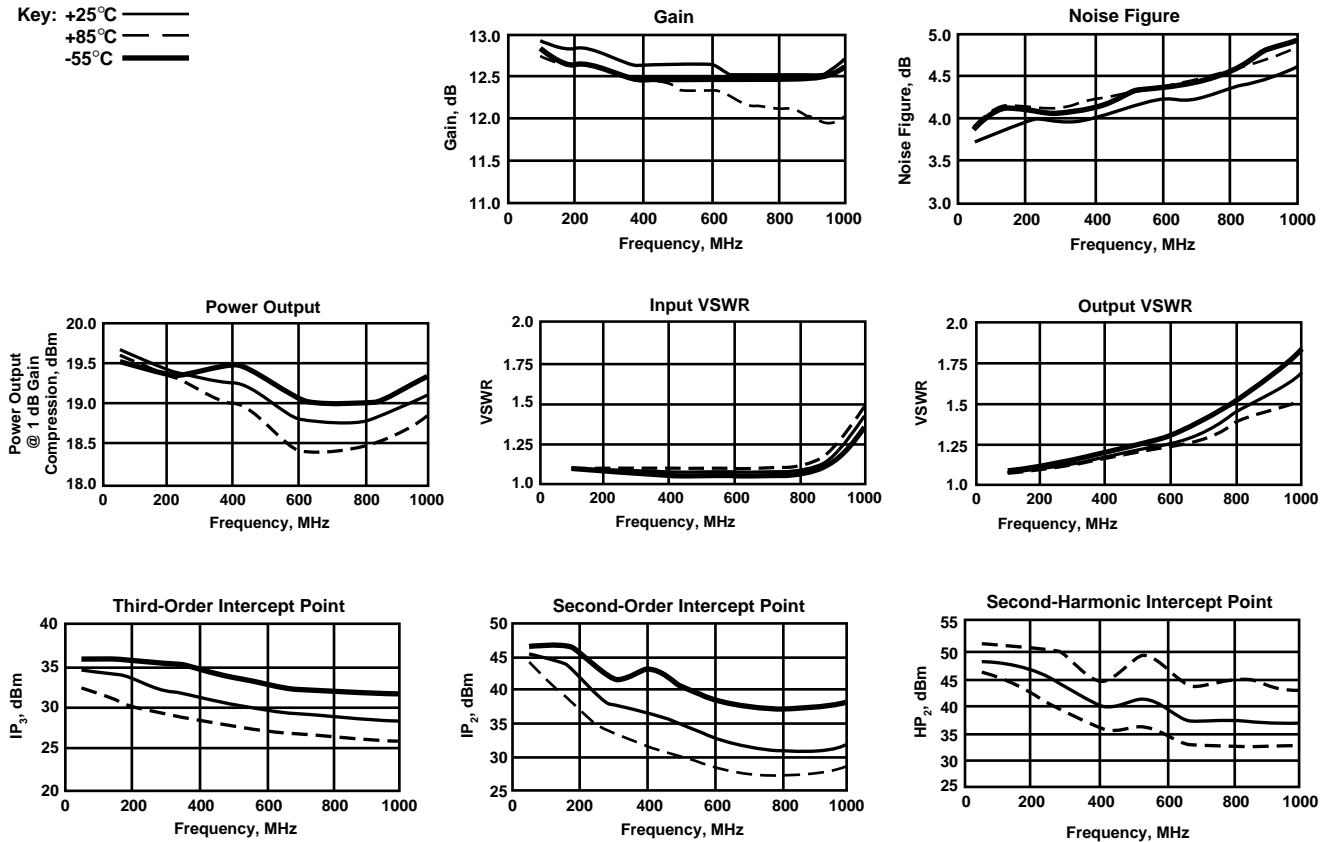 Key: +25°C
+85°C
-55°C
Gain
13.0
12.5
12.0
11.5
11.0
Gain, dB
0 200 400 600 800 1000
Frequency, MHz
Noise Figure
5.0
4.5
4.0
3.5
3.0
Noise Figure, dB
0 200 400 600 800 1000
Frequency, MHz
Power Output
20.0
19.5
19.0
18.5
18.0
Power Output
@ 1 dB Gain
Compression, dBm
0 200 400 600 800 1000
Frequency, MHz
Input VSWR
2.0
1.75
1.5
1.25
1.0
VSWR
0 200 400 600 800 1000
Frequency, MHz
Output VSWR
2.0
1.75
1.5
1.25
1.0
VSWR
0 200 400 600 800 1000
Frequency, MHz
Third-Order Intercept Point
40
35
30
25
20
IP3, dBm
0 200 400 600 800 1000
Frequency, MHz
Second-Order Intercept Point
50
45
40
35
30
25
IP2, dBm
0 200 400 600 800 1000
Frequency, MHz
Second-Harmonic Intercept Point
55
50
45
40
35
30
25
HP2, dBm
0 200 400 600 800 1000
Frequency, MHz